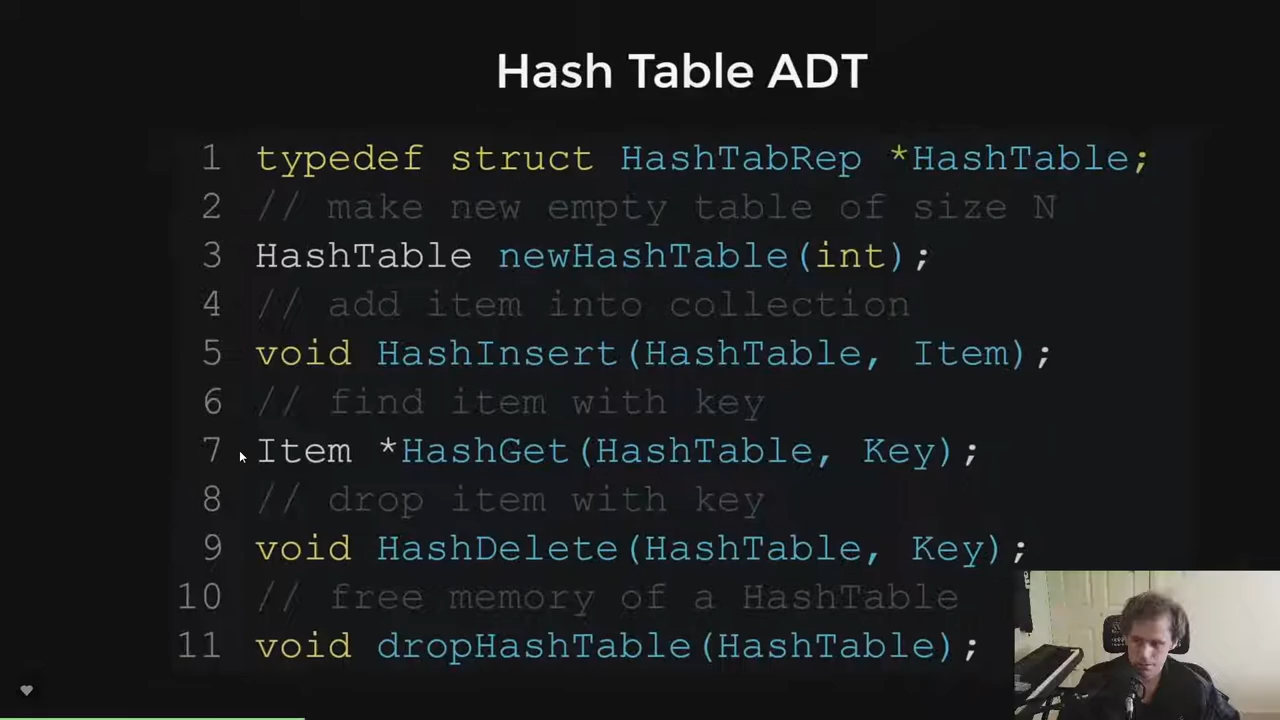 Hash Table ADT
1 typedef struct HashTabRep *HashTable;
2 // make new empty table of size N
3 HashTable newHashTable(int);
4 // add item into collection
5 void HashInsert(HashTable, Item);
6 // find item with key
7 Item *HashGet(HashTable, Key);
8 // drop item with key
9 void HashDelete(HashTable, Key);
10 // free memory of a HashTable
11 void dropHashTable(HashTable);